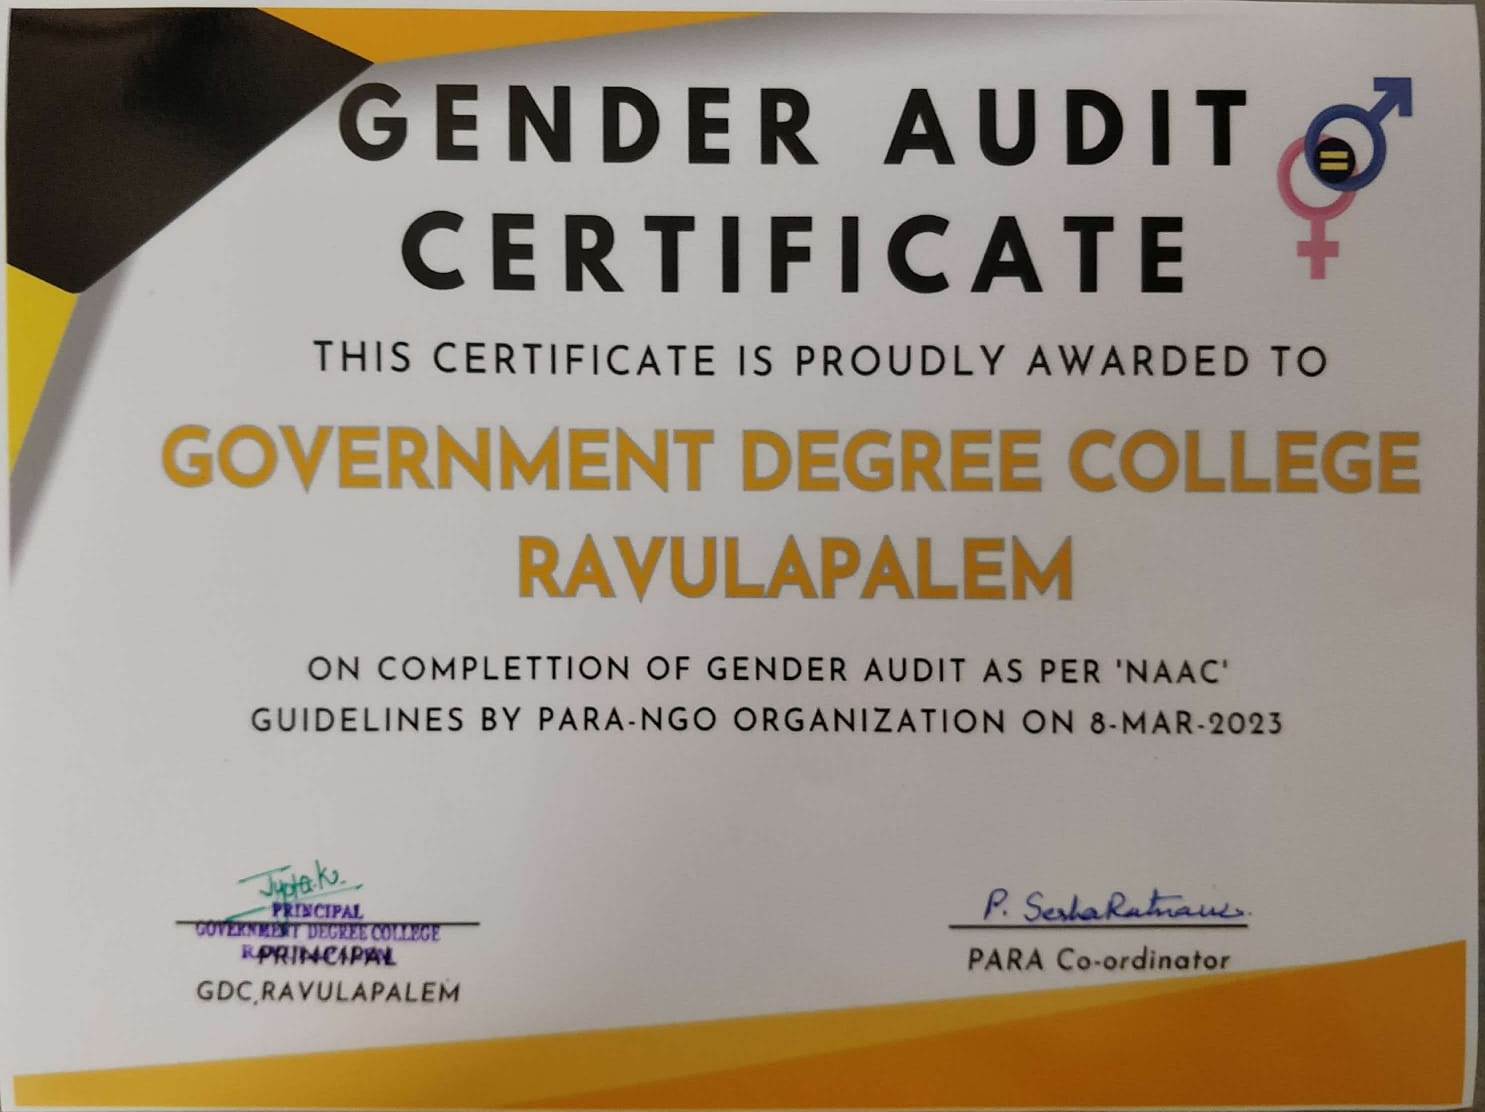 GENDER AUDIT
CERTIFICATE
=
THIS CERTIFICATE IS PROUDLY AWARDED TO
GOVERNMENT DEGREE COLLEGE
RAVULAPALEM
ON COMPLETTION OF GENDER AUDIT AS PER 'NAAC'
GUIDELINES BY PARA-NGO ORGANIZATION ON 8-MAR-2023
PRINCIPAL
GOVERNMENT DEGREE COLLEGE
PRINCIPAL
GDC,RAVULAPALEM
P.
PARA Co-ordinator